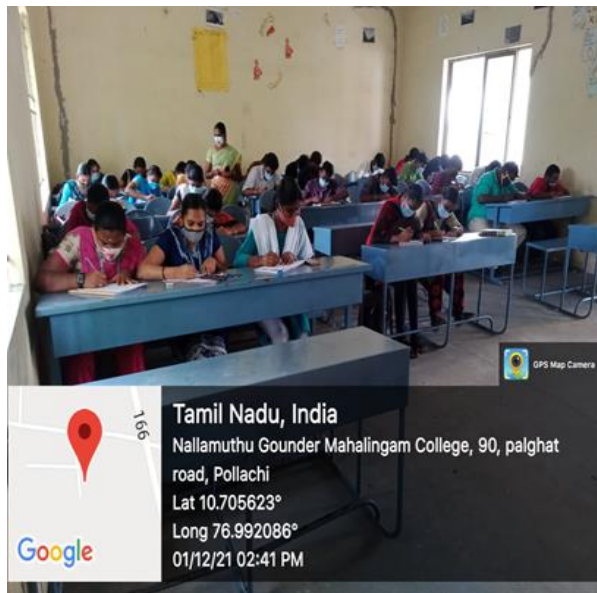 GPS Map Camera
166
Tamil Nadu, India
Nallamuthu Gounder Mahalingam College, 90, palghat
road, Pollachi
Lat 10.705623°
Long 76.992086°
01/12/21 02:41 PM
Google